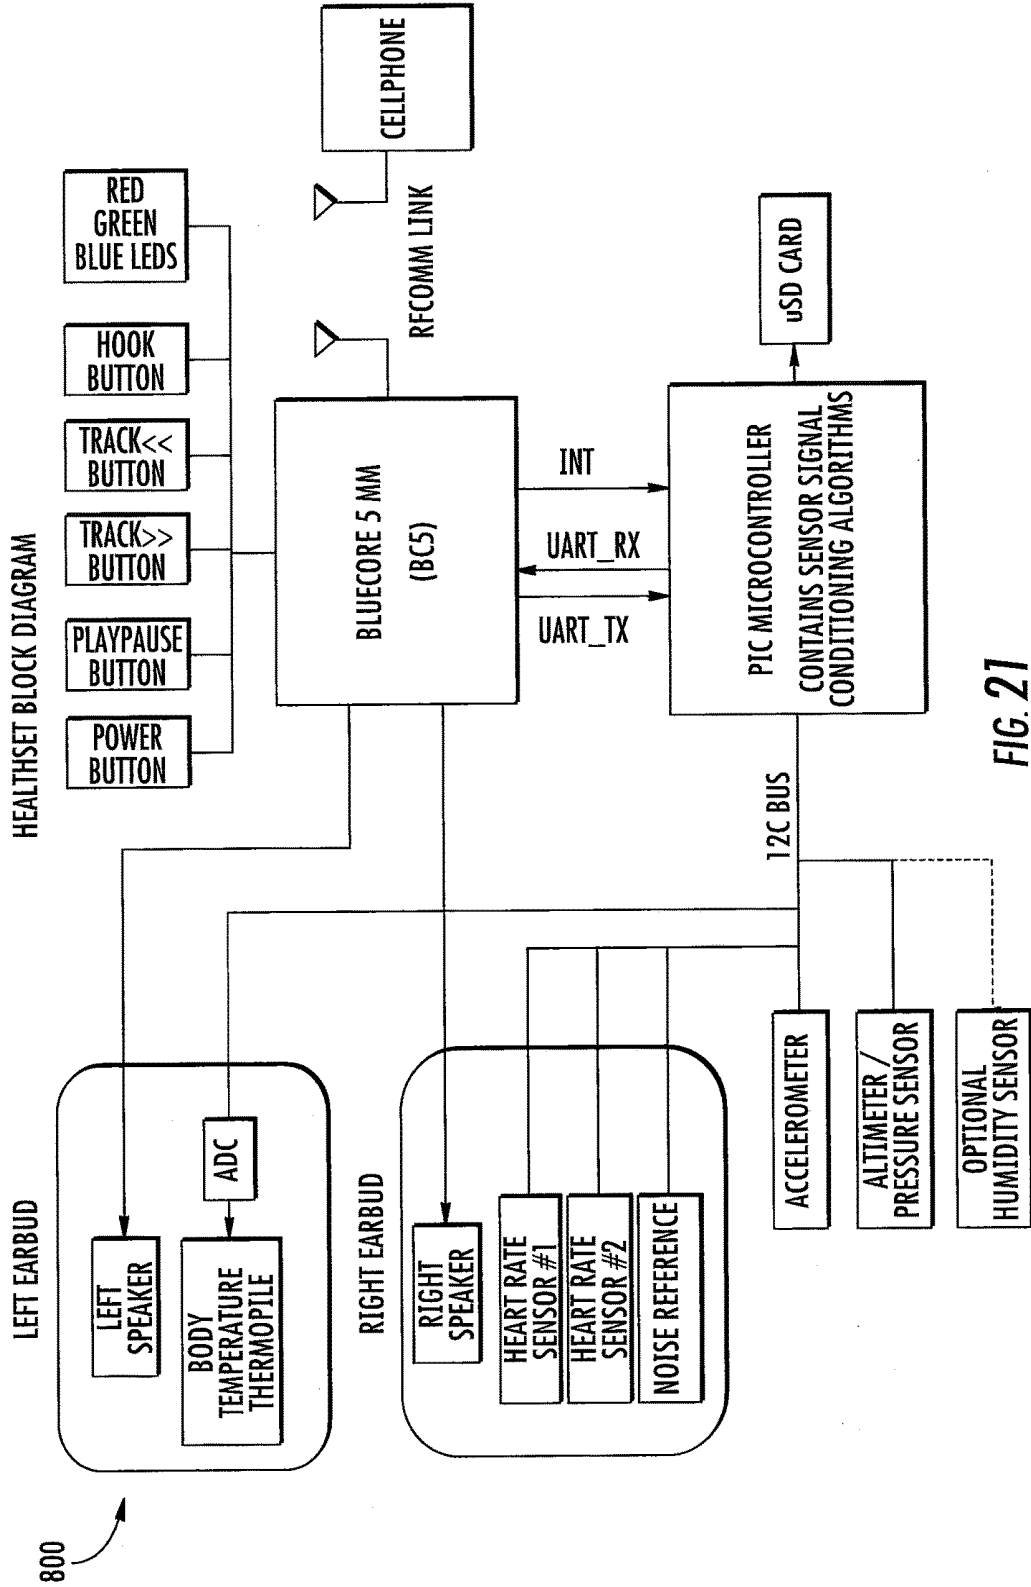 HEALTHSET BLOCK DIAGRAM
POWER
BUTTON
PLAYPAUSE
BUTTON
TRACK>>
BUTTON
TRACK<<
BUTTON
HOOK
BUTTON
RED
GREEN
BLUE LEDS
800
LEFT EARBUD
LEFT
SPEAKER
BODY
TEMPERATURE
THERMOPILE
ADC
BLUECORE 5 MM
(BC5)
RFCOMM LINK
CELLPHONE
RIGHT EARBUD
RIGHT
SPEAKER
HEART RATE
SENSOR #1
HEART RATE
SENSOR #2
NOISE REFERENCE
UART_TX
UART_RX
INT
PIC MICROCONTROLLER
CONTAINS SENSOR SIGNAL
CONDITIONING ALGORITHMS
uSD CARD
12C BUS
ACCELEROMETER
ALTIMETER/
PRESSURE SENSOR
OPTIONAL
HUMIDITY SENSOR
FIG. 21